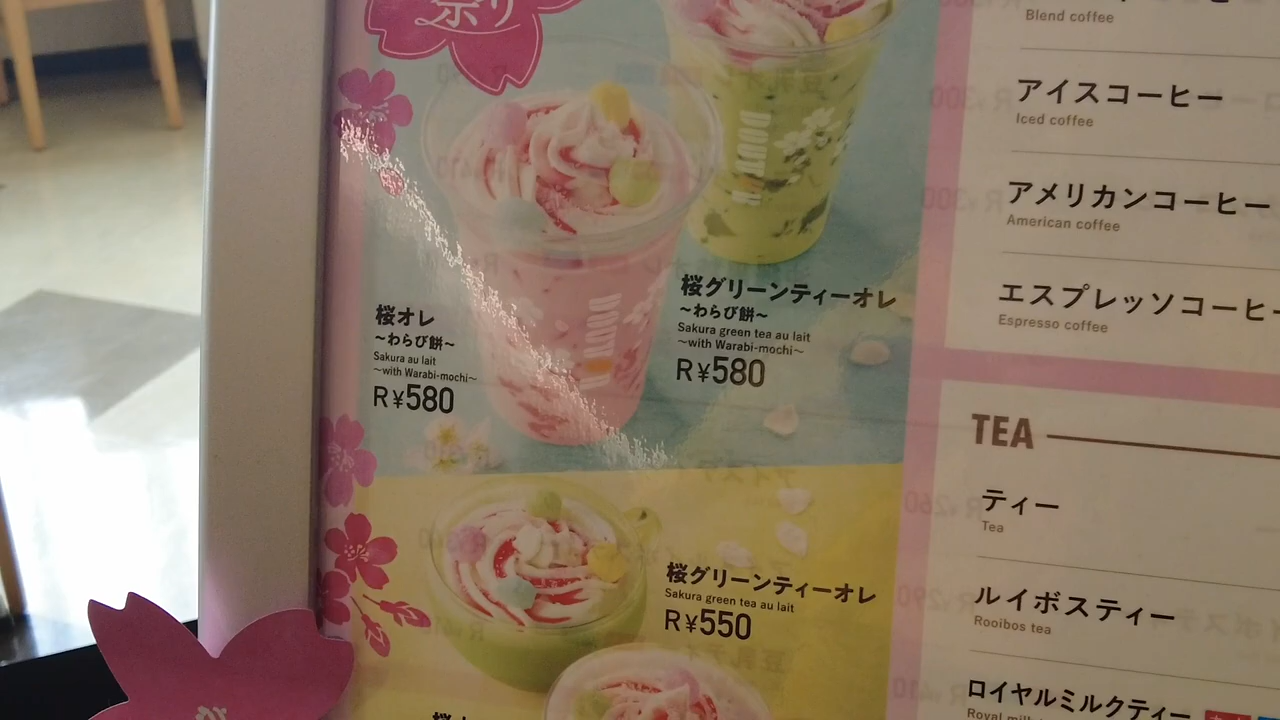 祭り
桜オレ
～わらび餅～
Sakura au lait
～with Warabi-mochi～
R¥580
桜グリーンティーオレ
～わらび餅～
Sakura green tea au lait
～with Warabi-mochi～
R¥580
桜グリーンティーオレ
Sakura green tea au lait
R¥550
Blend coffee
アイスコーヒー
Iced coffee
アメリカンコーヒー
American coffee
エスプレッソコーヒー
Espresso coffee
TEA
ティー
Tea
ルイボスティー
Rooibos tea
ロイヤルミルクティー
Royal